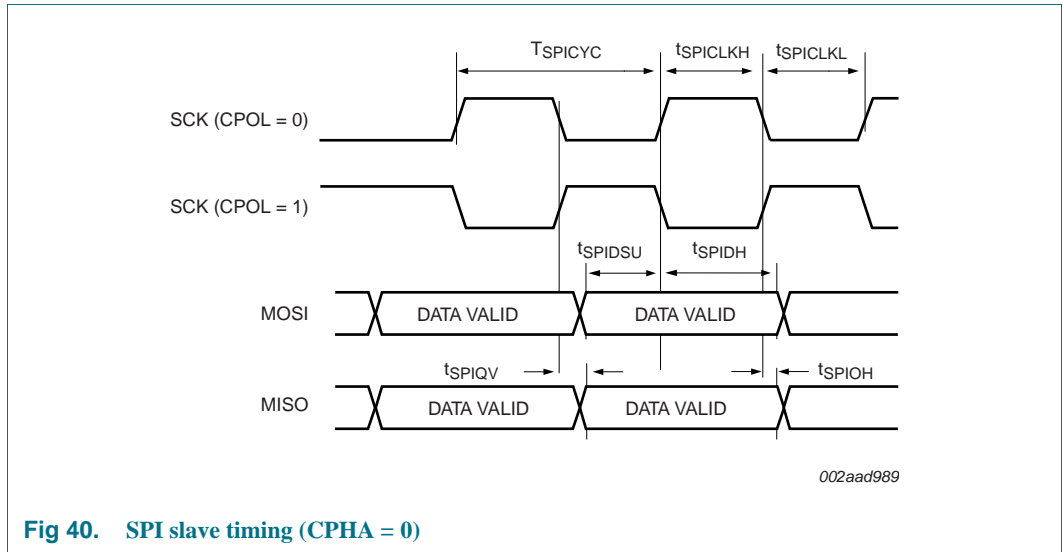 TSPICYC tSPICLKH tSPICLKL
SCK (CPOL = 0)
SCK (CPOL = 1)
tSPIDSU tSPIDH
MOSI DATA VALID DATA VALID
tSPIQV tSPIOH
MISO DATA VALID DATA VALID
002aad989
Fig 40. SPI slave timing (CPHA = 0)